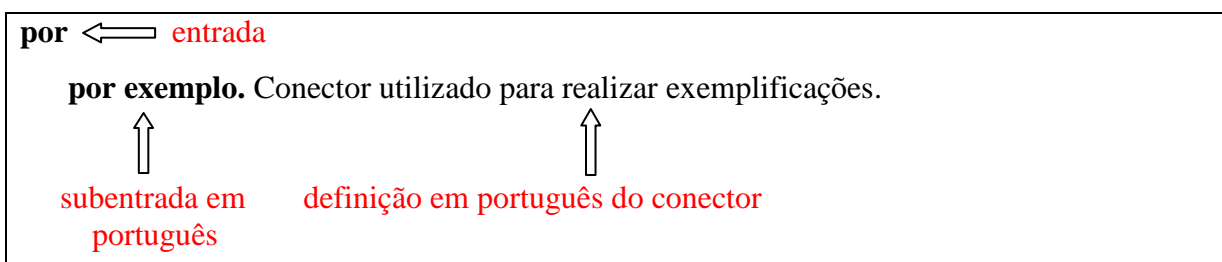 por entrada
por exemplo. Conector utilizado para realizar exemplificações.
subentrada em
português
definição em português do conector